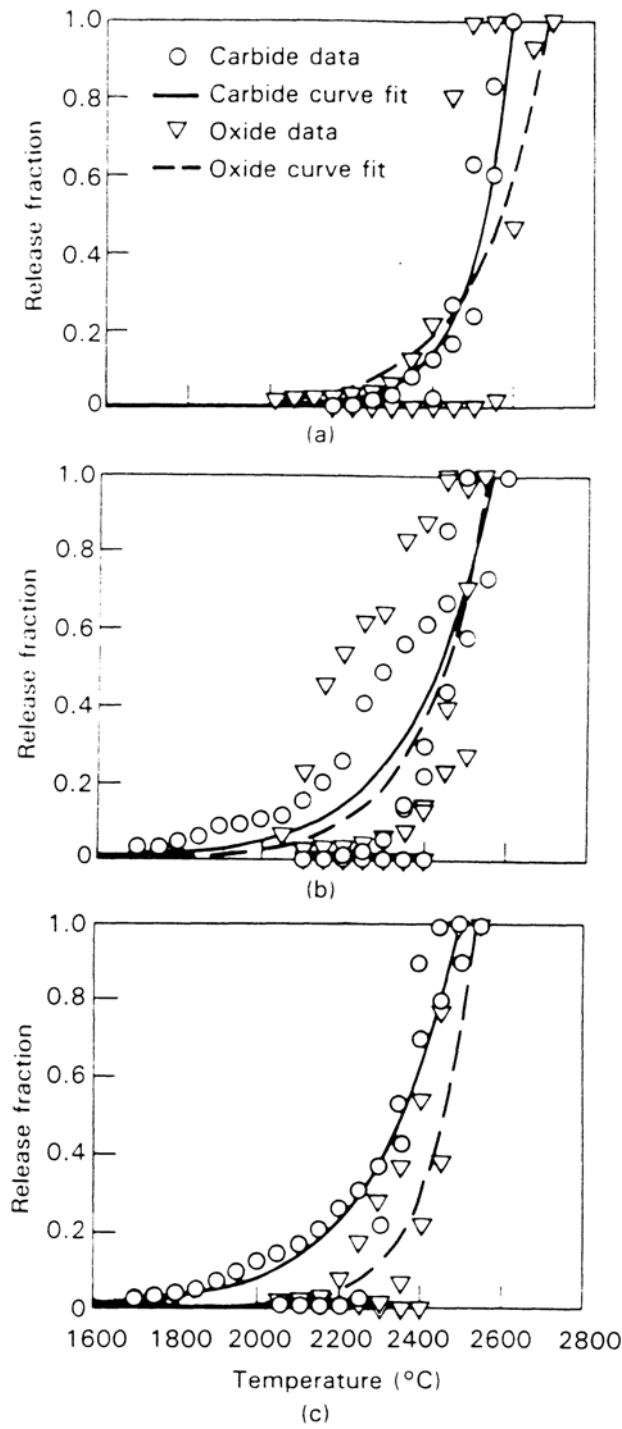 1.0
Carbide data
Carbide curve fit
0.8
Oxide data
Oxide curve fit
0.6
Release fraction
0.4
0.2
0
(a)
1.0
0.8
0.6
Release fraction
0.4
0.2
0
(b)
1.0
0.8
0.6
Release fraction
0.4
0.2
0
1600 1800 2000 2200 2400 2600 2800
Temperature (°C)
(c)